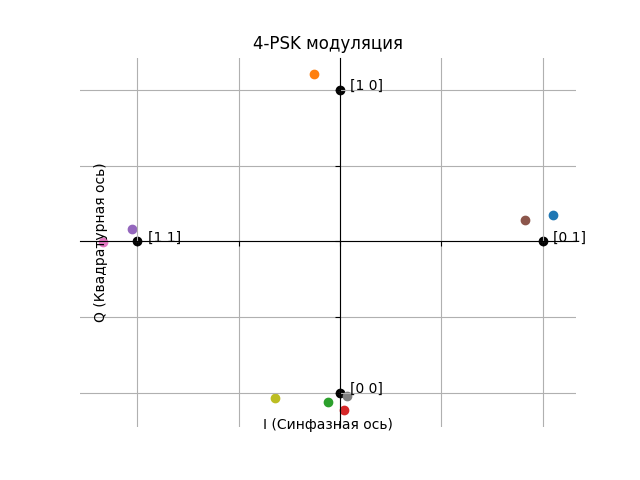 4-PSK модуляция
[1 0]
[1 1]
[0 1]
Q (Квадратурная ось)
[0 0]
I (Синфазная ось)